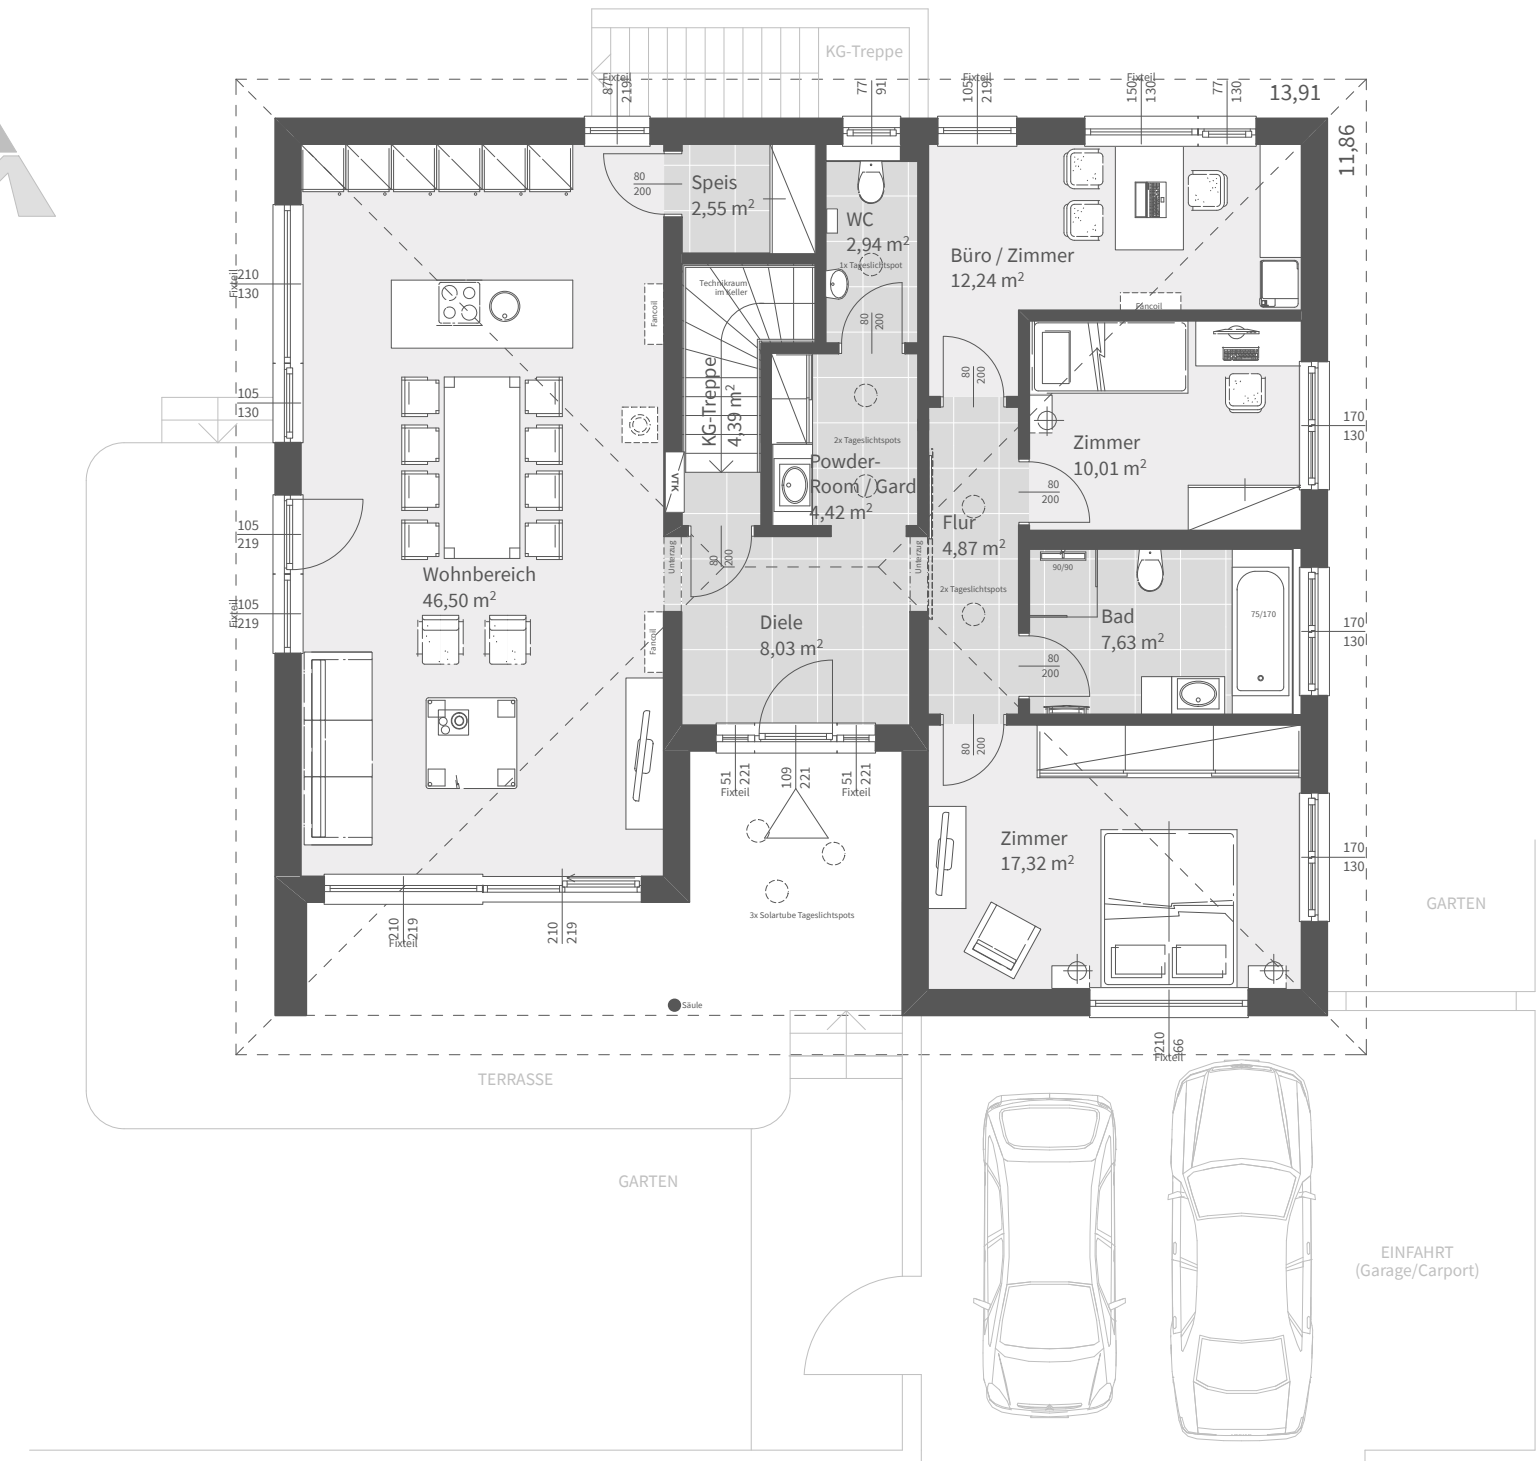 KG-Treppe
Fixteil
87
219
77
91
Fixteil
105
219
Fixteil
150
130
77
130
13,91
11,86
80
200
Speis
2,55 m²
WC
2,94 m²
1x Tageslichtspot
Büro / Zimmer
12,24 m²
Fancoil
Fixteil
210
130
Technikraum
im Keller
Fancoil
80
200
KG-Treppe
4,39 m²
80
200
105
130
2x Tageslichtspots
Powder-
Room / Gard
4,42 m²
VTK
Zimmer
10,01 m²
170
130
80
200
105
219
Flur
4,87 m²
2x Tageslichtspots
Unterzug
80
200
Unterzug
90/90
Wohnbereich
46,50 m²
Fixteil
105
219
Diele
8,03 m²
Fancoil
Bad
7,63 m²
75/170
170
130
80
200
80
200
51
221
Fixteil
109
221
51
221
Fixteil
Zimmer
17,32 m²
170
130
3x Solartube Tageslichtspots
210
219
Fixteil
210
219
GARTEN
Säule
210
66
Fixteil
TERRASSE
GARTEN
EINFAHRT
(Garage/Carport)